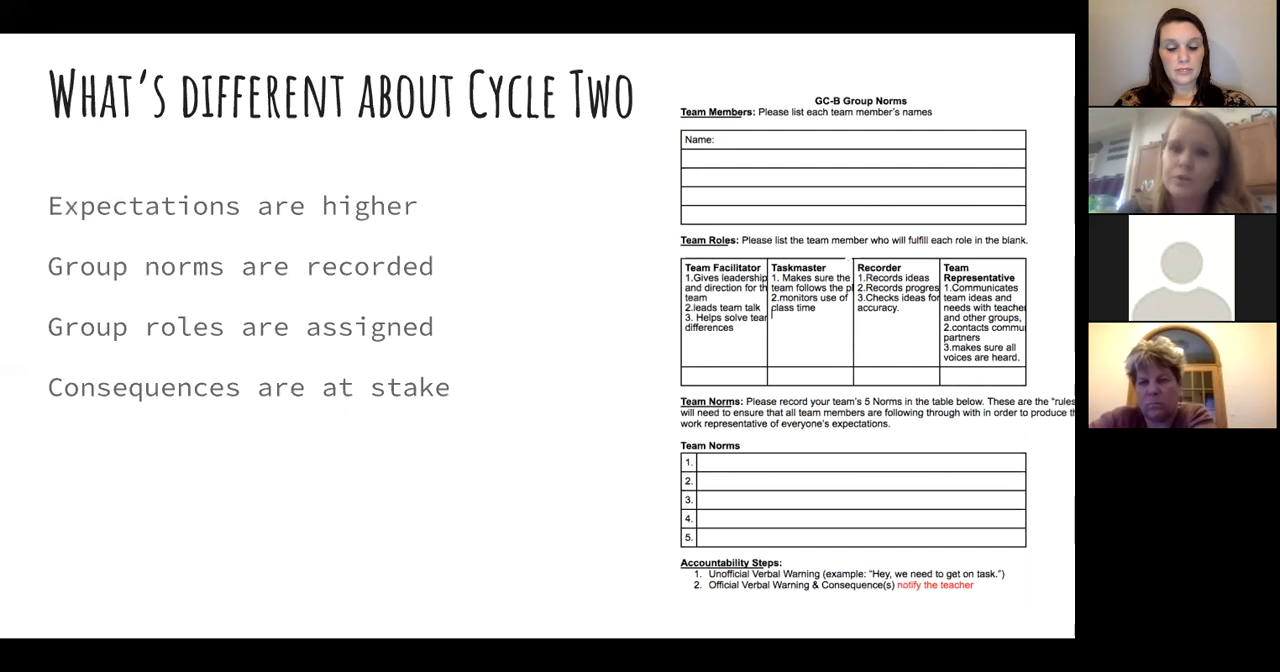 What's different about Cycle Two
Expectations are higher
Group norms are recorded
Group roles are assigned
Consequences are at stake
GC-B Group Norms
Team Members: Please list each team member's names
Name:
Team Roles: Please list the team member who will fulfill each role in the blank.
Team Facilitator
1.Gives leadership
and direction for th
team
2.leads team talk
3. Helps solve tear
differences
Taskmaster
1. Makes sure the
team follows the pl
2.monitors use of
class time
Recorder
1.Records ideas
2.Records progres
3.Checks ideas for
accuracy.
Team
Representative
1.Communicates
team ideas and
needs with teacher
and other groups,
2.contacts commu
partners
3.makes sure all
voices are heard.
Team Norms: Please record your team's 5 Norms in the table below. These are the "rules
will need to ensure that all team members are following through with in order to produce th
work representative of everyone's expectations.
Team Norms
1.
2.
3.
4.
5.
Accountability Steps:
1. Unofficial Verbal Warning (example: "Hey, we need to get on task.")
2. Official Verbal Warning & Consequence(s) notify the teacher